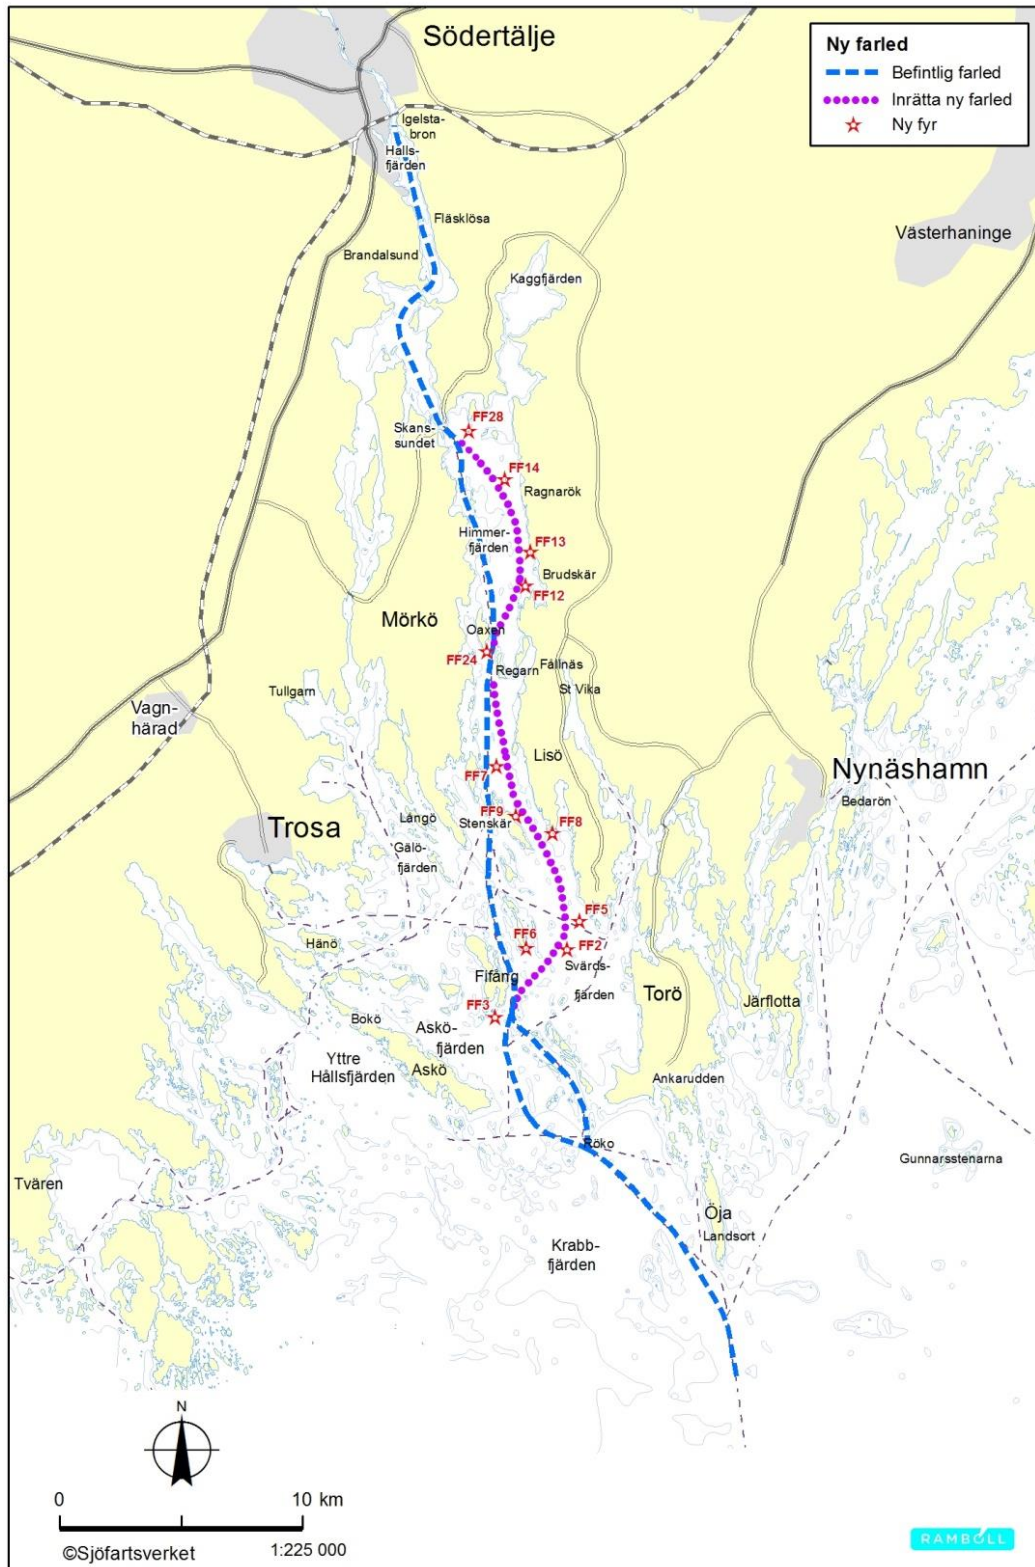 Södertälje
Ny farled
Befintlig farled
Inrätta ny farled
Ny fyr
Igelsta-
bron
Halls-
fjärden
Fläsklösa
Brandalsund
Kaggfjärden
Västerhaninge
Skans-
sundet
FF28
FF14
Ragnarök
Himmer-
fjärden
FF13
Brudskär
FF12
Mörkö
Oaxen
FF24
Regarn
Fållnäs
St Vika
Tullgarn
Vagn-
härad
Lisö
FF7
Nynäshamn
Bedarön
Trosa
Långö
FF9
Stenskär
FF8
Gälö-
fjärden
FF5
FF6
FF2
Hänö
Svärds-
fjärden
Fifång
Torö
Järflotta
FF3
Bokö
Askö-
fjärden
Yttre
Hållsfjärden
Askö
Ankarudden
Röko
Gunnarsstenarna
Tvären
Öja
Landsort
Krabb-
fjärden
N
0 10 km
©Sjöfartsverket 1:225 000
RAMBOLL